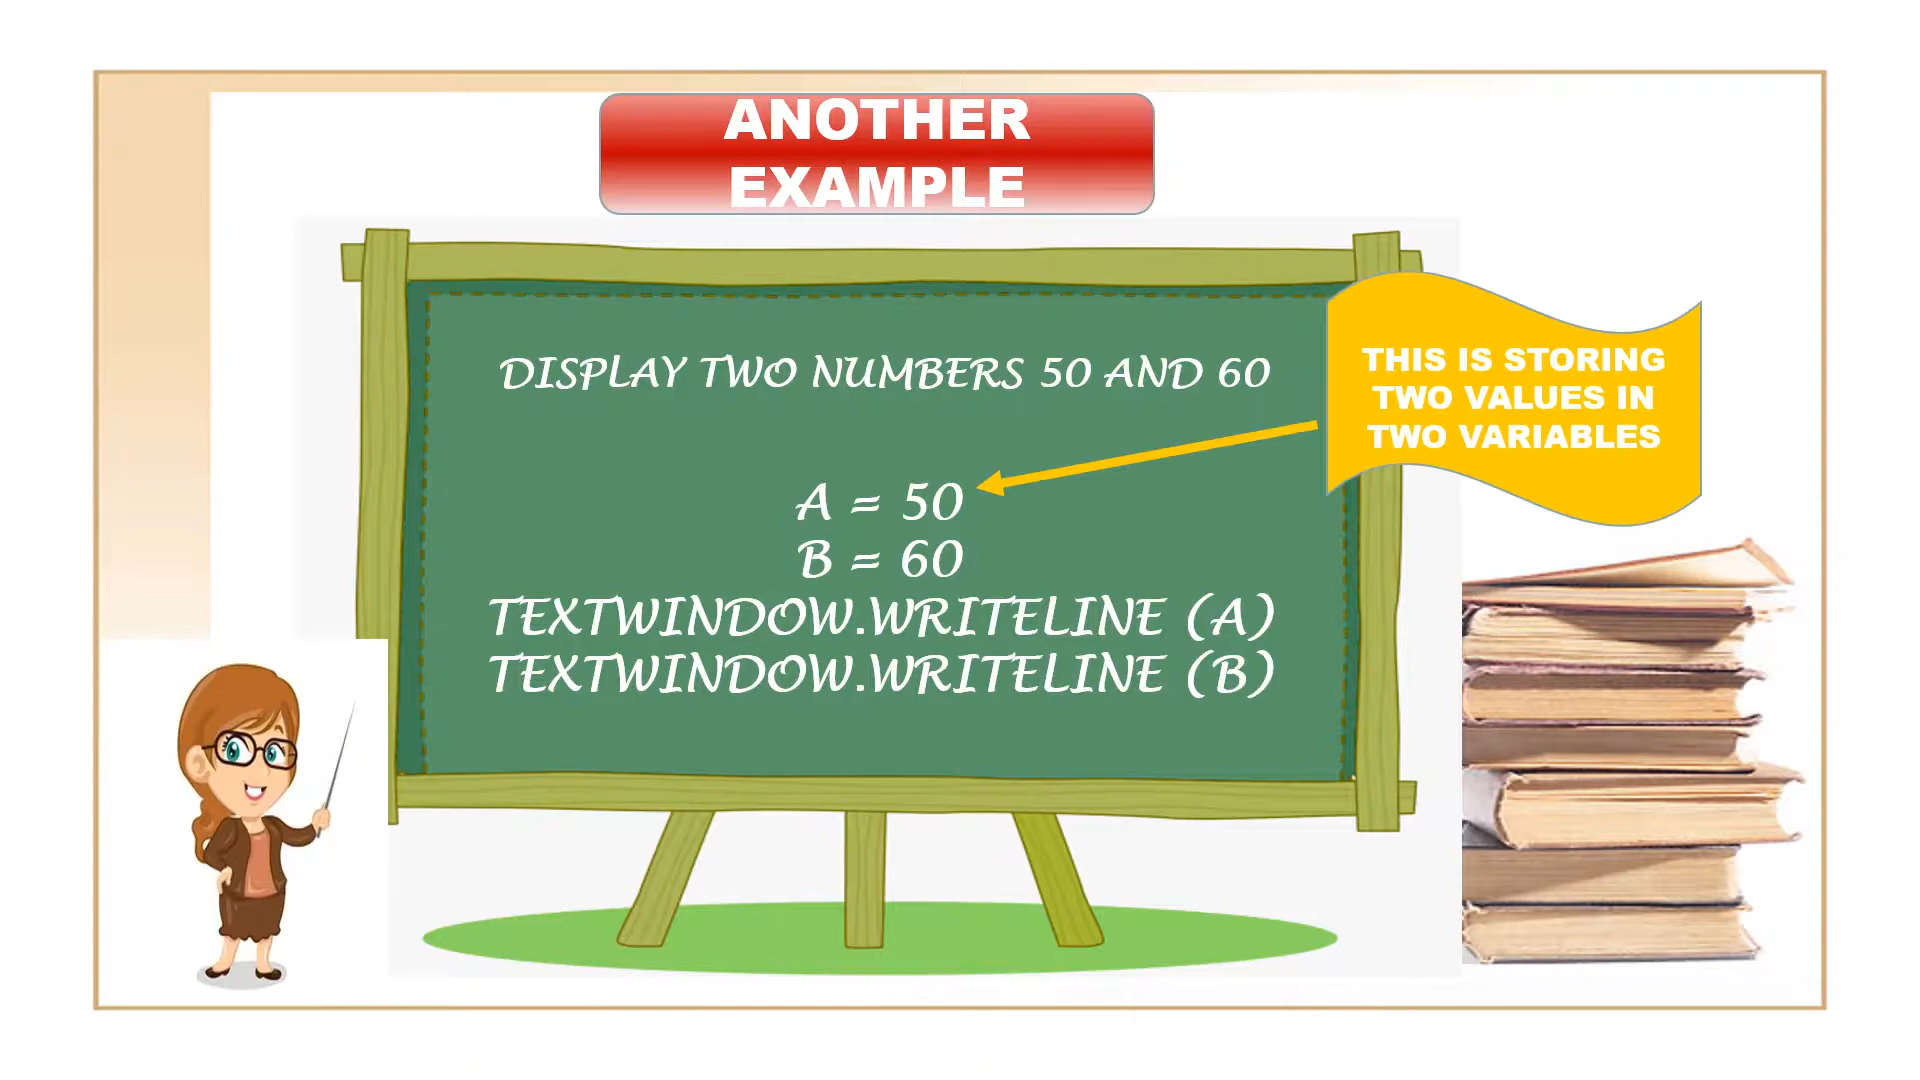 ANOTHER
EXAMPLE
DISPLAY TWO NUMBERS 50 AND 60
THIS IS STORING
TWO VALUES IN
TWO VARIABLES
A = 50
B = 60
TEXTWINDOW.WRITELINE (A)
TEXTWINDOW.WRITELINE (B)